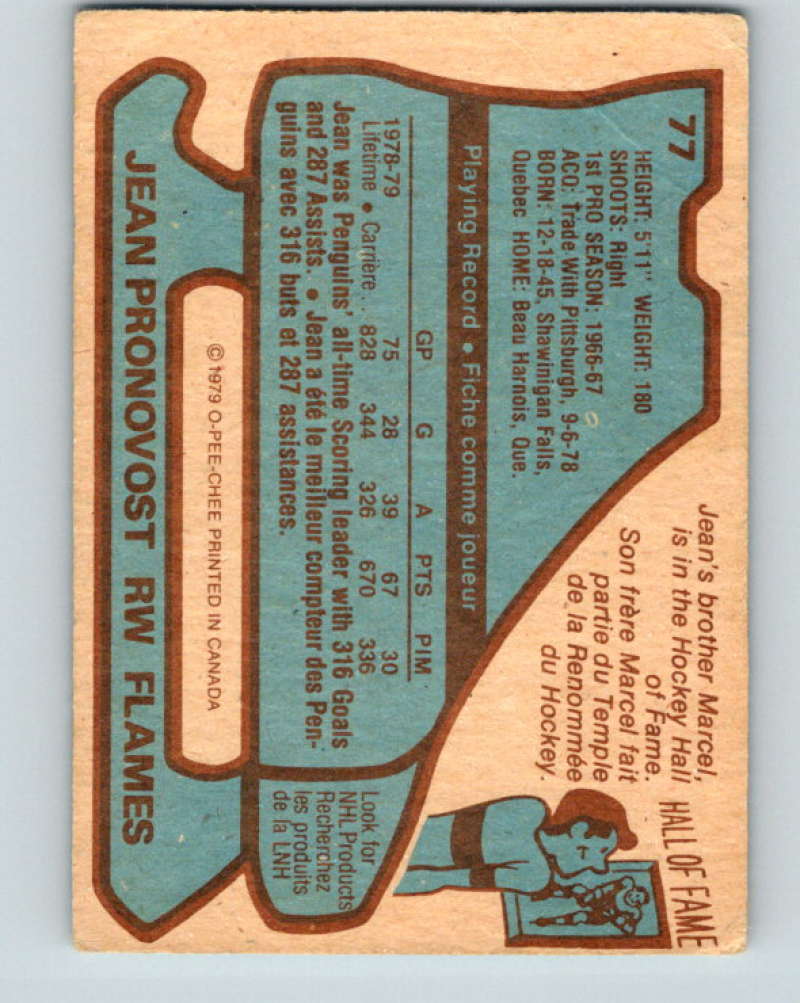 77
HEIGHT: 5'11" WEIGHT: 180
SHOOTS: Right
1st PRO SEASON: 1966-67
ACQ: Trade With Pittsburgh, 9-6-78
BORN: 12-18-45, Shawinigan Falls,
Quebec HOME: Beau Harnois, Que.
Jean's brother Marcel,
is in the Hockey Hall
of Fame.
Son frère Marcel fait
partie du Temple
de la Renommée
du Hockey.
HALL OF FAME
Playing Record • Fiche comme joueur
GP G A PTS PIM
1978-79 75 28 39 67 30
Lifetime • Carrière... 828 344 326 670 336
Jean was Penguins' all-time Scoring leader with 316 Goals
and 287 Assists. • Jean a été le meilleur compteur des Pen-
guins avec 316 buts et 287 assistances.
Look for
NHL Products
Recherchez
les produits
de la LNH
© 1979 O-PEE-CHEE PRINTED IN CANADA
JEAN PRONOVOST RW FLAMES